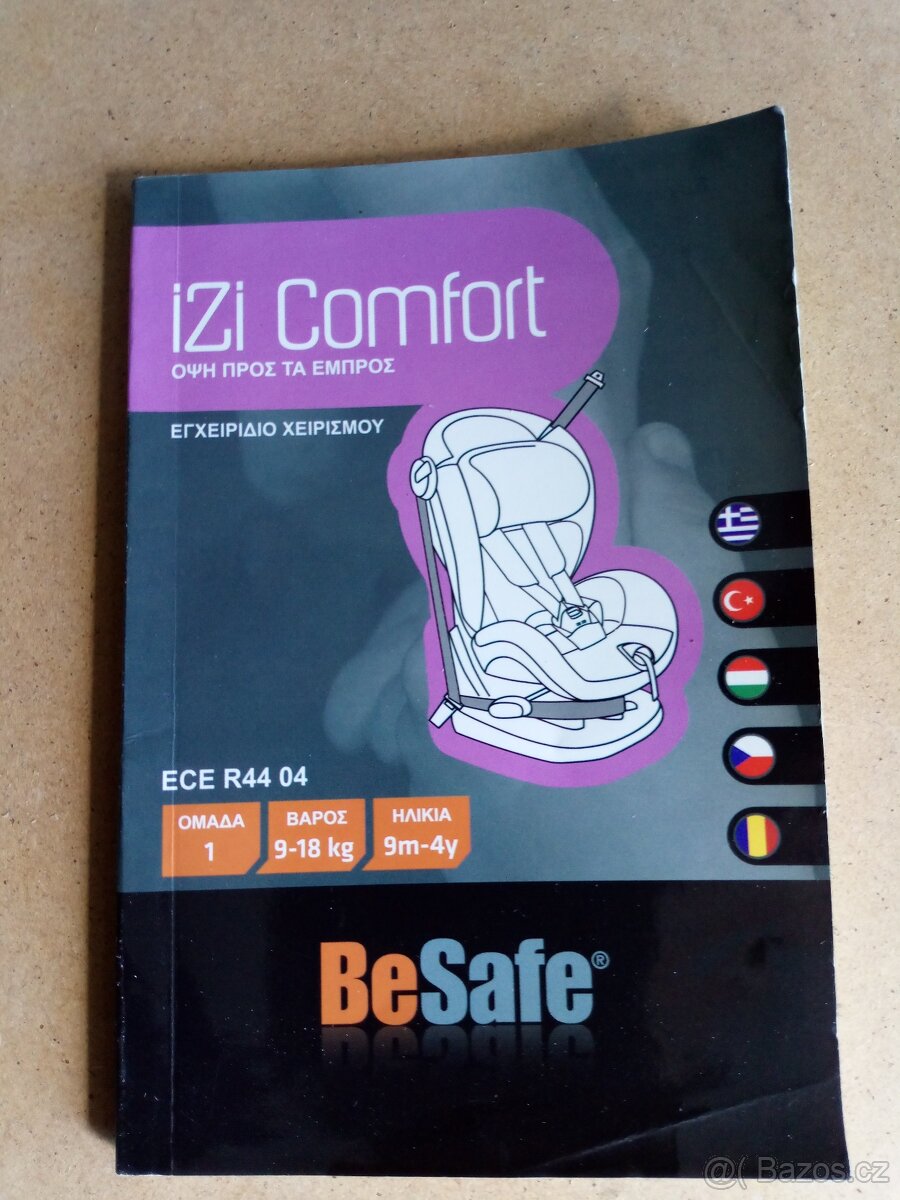 iZi Comfort
ΟΨΗ ΠΡΟΣ ΤΑ ΕΜΠΡΟΣ
ΕΓΧΕΙΡΙΔΙΟ ΧΕΙΡΙΣΜΟΥ
ECE R44 04
ΟΜΑΔΑ
1
ΒΑΡΟΣ
9-18 kg
ΗΛΙΚΙΑ
9m-4y
BeSafe®
@( Bazos.cz